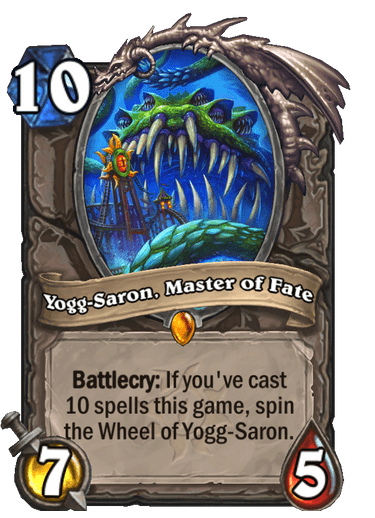 10
Yogg-Saron, Master of Fate
Battlecry: If you've cast
10 spells this game, spin
the Wheel of Yogg-Saron.
7
5